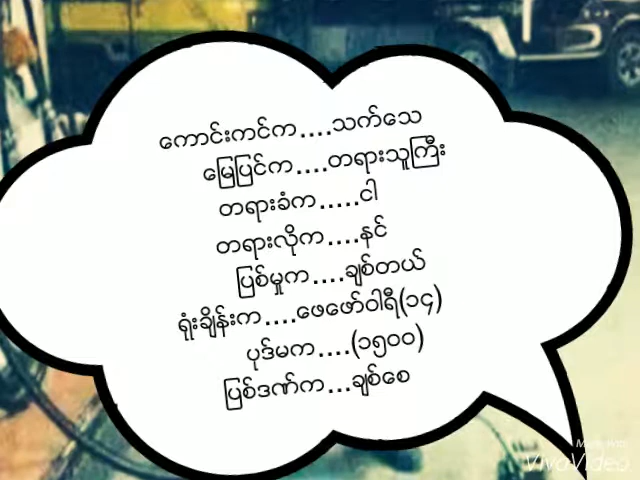 ကောင်းကင်က....သက်သေ
မြေပြင်က....တရားသူကြီး
တရားခံက.....ငါ
တရားလိုက....နင်
ပြစ်မှုက....ချစ်တယ်
ရုံးချိန်းက....ဖေဖော်ဝါရီ(၁၄)
ပုဒ်မက....(၁၅၀၀)
ပြစ်ဒဏ်က...ချစ်စေ
Made With
VivaVideo